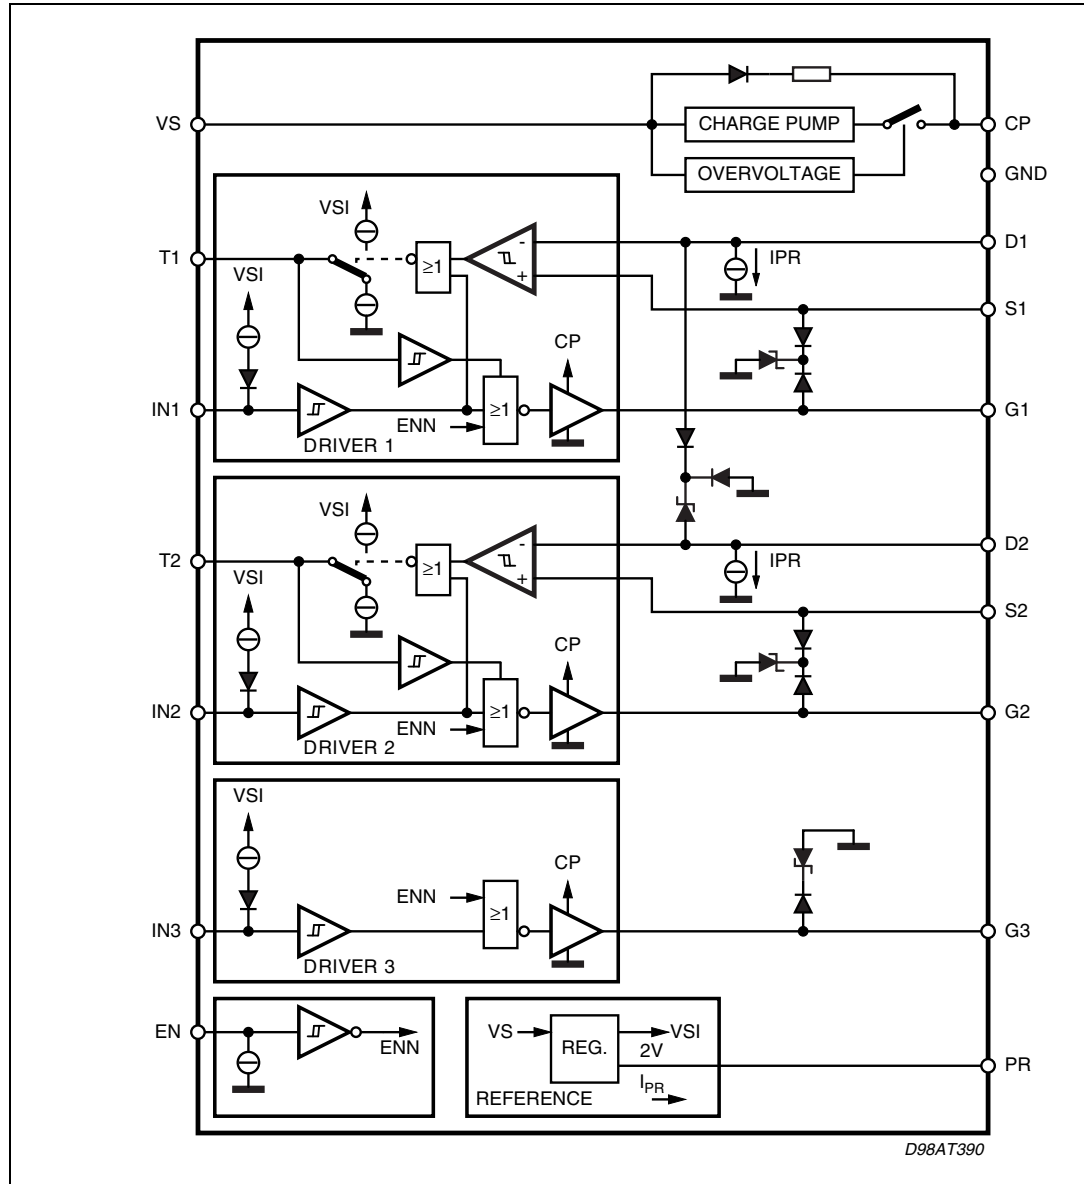 VS
CHARGE PUMP
CP
OVERVOLTAGE
GND
VSI
T1
VSI
≥1
-
+
IPR
D1
S1
CP
IN1
ENN
≥1
DRIVER 1
G1
VSI
T2
VSI
≥1
-
+
IPR
D2
S2
CP
IN2
ENN
≥1
DRIVER 2
G2
VSI
CP
ENN
≥1
IN3
DRIVER 3
G3
EN
ENN
VS
REG.
VSI
2V
PR
IPR
REFERENCE
D98AT390